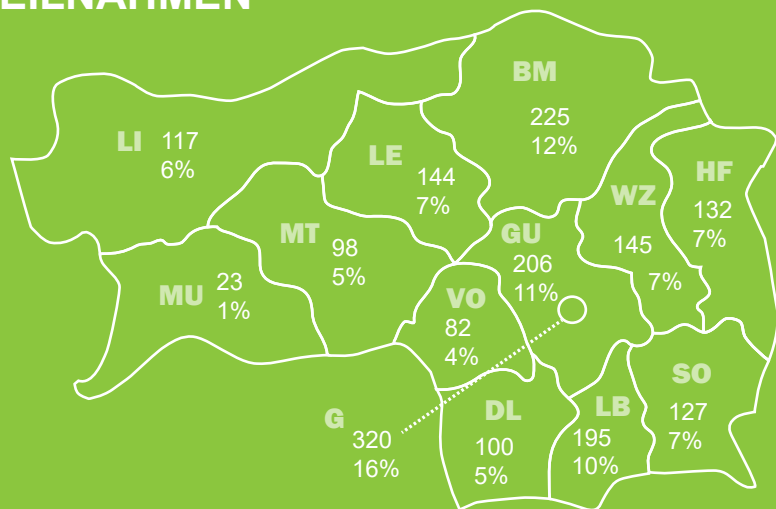 EILNAHMEN
BM
225
12%
LI 117
6%
LE
144
7%
HF
132
7%
WZ
145
7%
GU
206
11%
MT 98
5%
MU 23
1%
VO
82
4%
SO
127
7%
G
320
16%
DL
100
5%
LB
195
10%